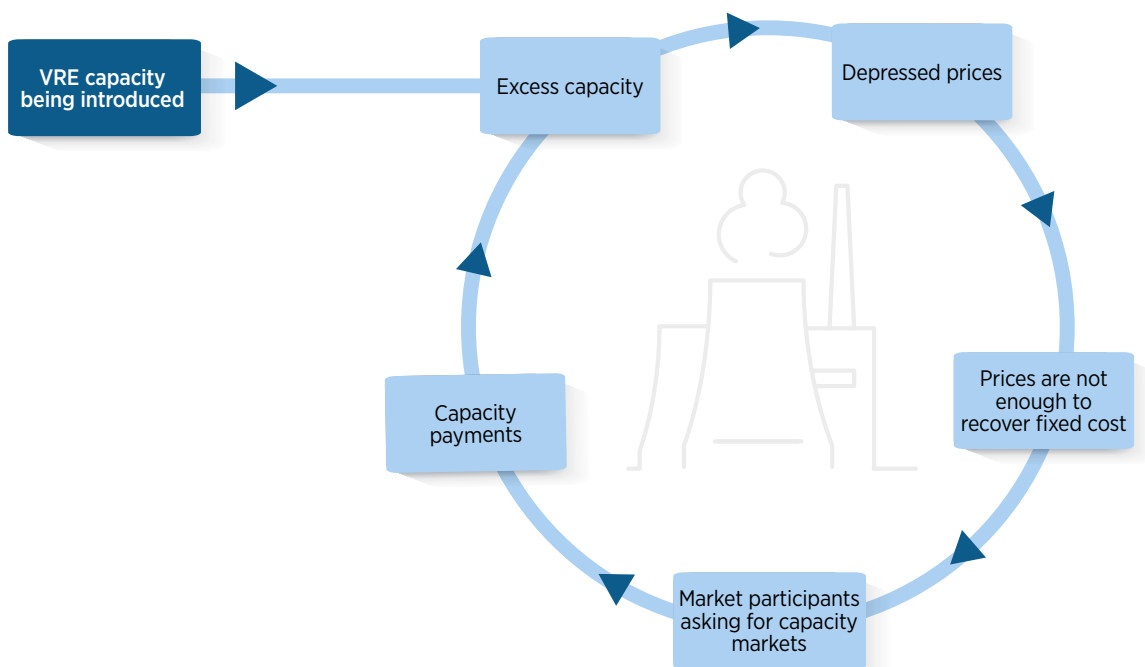 VRE capacity
being introduced
Excess capacity
Depressed prices
Prices are not
enough to
recover fixed cost
Market participants
asking for capacity
markets
Capacity
payments